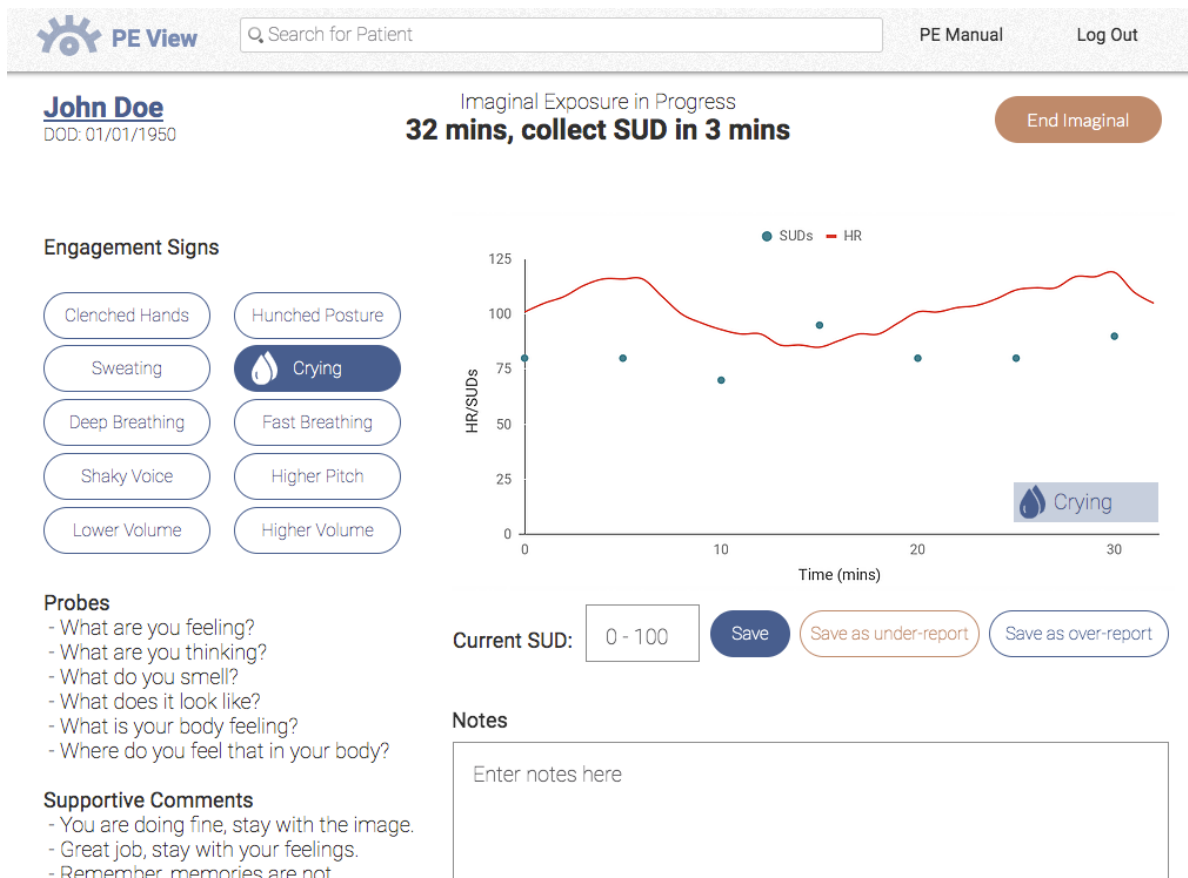 PE View
Search for Patient
PE Manual
Log Out
John Doe
DOD: 01/01/1950
Imaginal Exposure in Progress
32 mins, collect SUD in 3 mins
End Imaginal
Engagement Signs
Clenched Hands
Hunched Posture
Sweating
Crying
Deep Breathing
Fast Breathing
Shaky Voice
Higher Pitch
Lower Volume
Higher Volume
Probes
- What are you feeling?
- What are you thinking?
- What do you smell?
- What does it look like?
- What is your body feeling?
- Where do you feel that in your body?
Supportive Comments
- You are doing fine, stay with the image.
- Great job, stay with your feelings.
- Remember, memories are not
SUDs HR
125
100
75
50
25
0
HR/SUDs
Crying
0 10 20 30
Time (mins)
Current SUD:
0 - 100
Save
Save as under-report
Save as over-report
Notes
Enter notes here